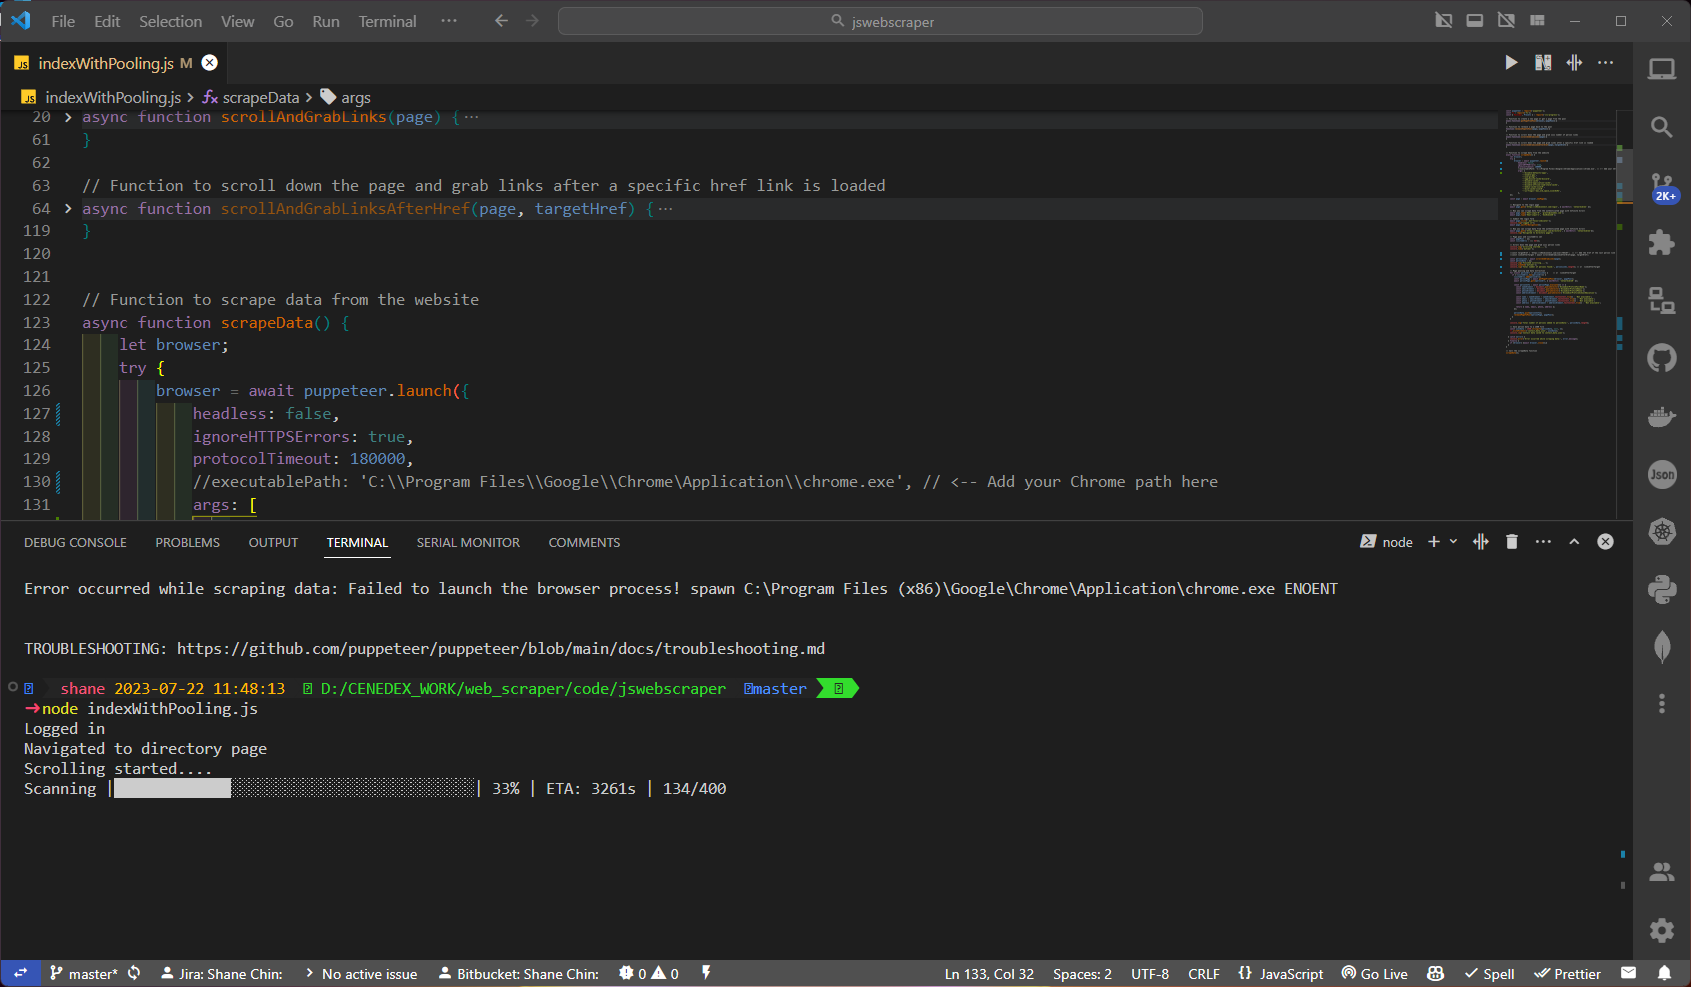 File Edit Selection View Go Run Terminal ··· jswebscraper
JS indexWithPooling.js M
JS indexWithPooling.js > scrapeData > args
20 > async function scrollAndGrabLinks(page) {···
61 }
62
63 // Function to scroll down the page and grab links after a specific href link is loaded
64 > async function scrollAndGrabLinksAfterHref(page, targetHref) {···
119 }
120
121
122 // Function to scrape data from the website
123 async function scrapeData() {
124 let browser;
125 try {
126 browser = await puppeteer.launch({
127 headless: false,
128 ignoreHTTPSErrors: true,
129 protocolTimeout: 180000,
130 //executablePath: 'C:\\Program Files\\Google\\Chrome\Application\\chrome.exe', // <-- Add your Chrome path here
131 args: [
2K+
Json
DEBUG CONSOLE PROBLEMS OUTPUT TERMINAL SERIAL MONITOR COMMENTS node
Error occurred while scraping data: Failed to launch the browser process! spawn C:\Program Files (x86)\Google\Chrome\Application\chrome.exe ENOENT
TROUBLESHOOTING: https://github.com/puppeteer/puppeteer/blob/main/docs/troubleshooting.md
shane 2023-07-22 11:48:13 D:/CENEDEX_WORK/web_scraper/code/jswebscraper master
→node indexWithPooling.js
Logged in
Navigated to directory page
Scrolling started....
Scanning | | 33% | ETA: 3261s | 134/400
master* Jira: Shane Chin: > No active issue Bitbucket: Shane Chin: 0 0 Ln 133, Col 32 Spaces: 2 UTF-8 CRLF {} JavaScript Go Live Spell Prettier